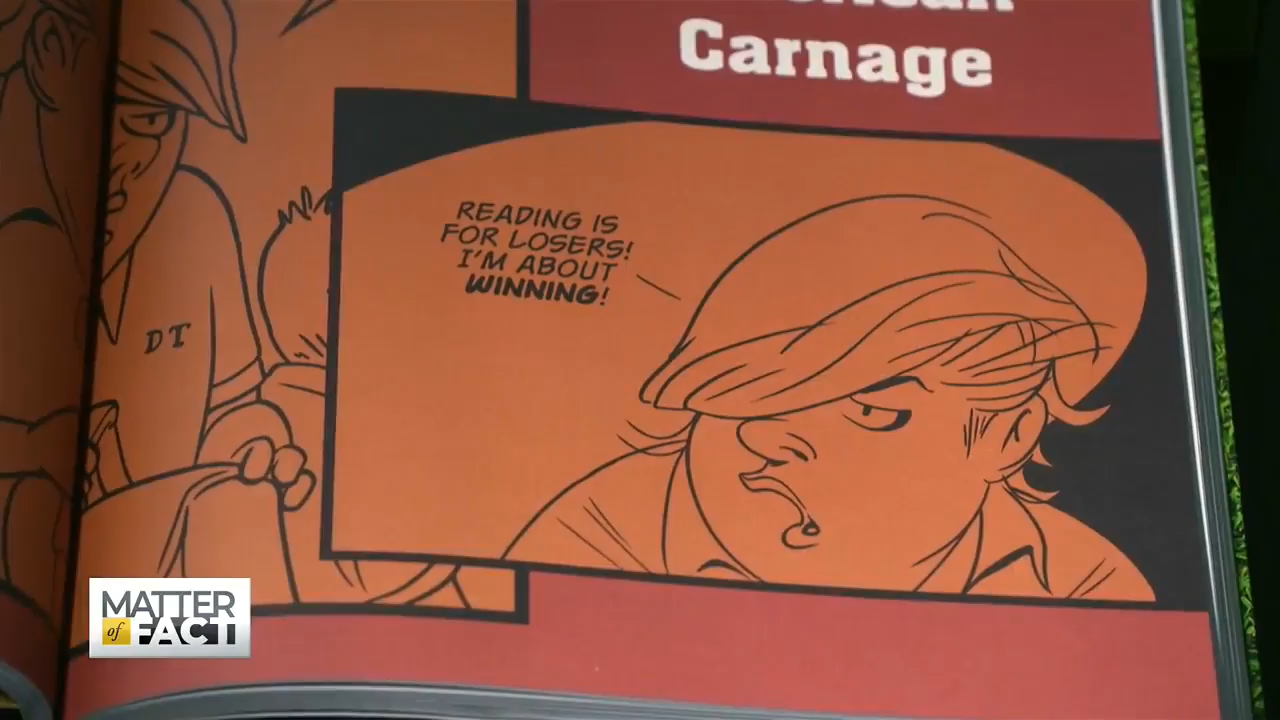 Carnage
READING IS
FOR LOSERS!
I'M ABOUT
WINNING!
DT
MATTER
of FACT